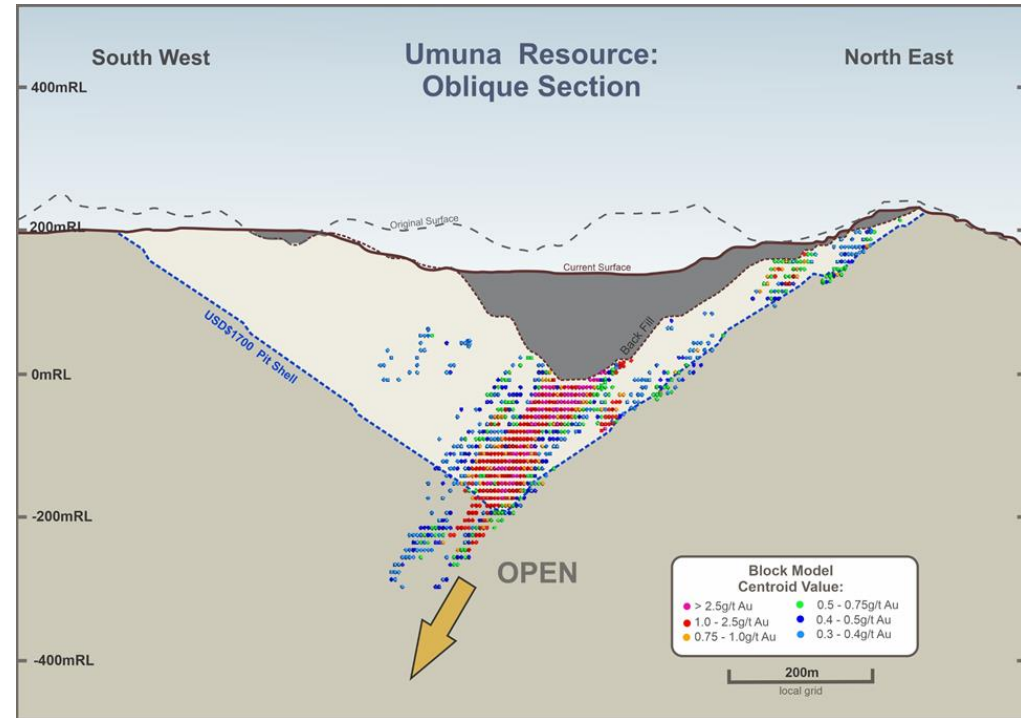 South West
Umuna Resource:
Oblique Section
North East
400mRL
Original Surface
200mRL
Current Surface
USD$1700 Pit Shell
Back Fill
0mRL
-200mRL
OPEN
Block Model
Centroid Value:
> 2.5g/t Au
0.5 - 0.75g/t Au
1.0 - 2.5g/t Au
0.4 - 0.5g/t Au
0.75 - 1.0g/t Au
0.3 - 0.4g/t Au
-400mRL
200m
local grid